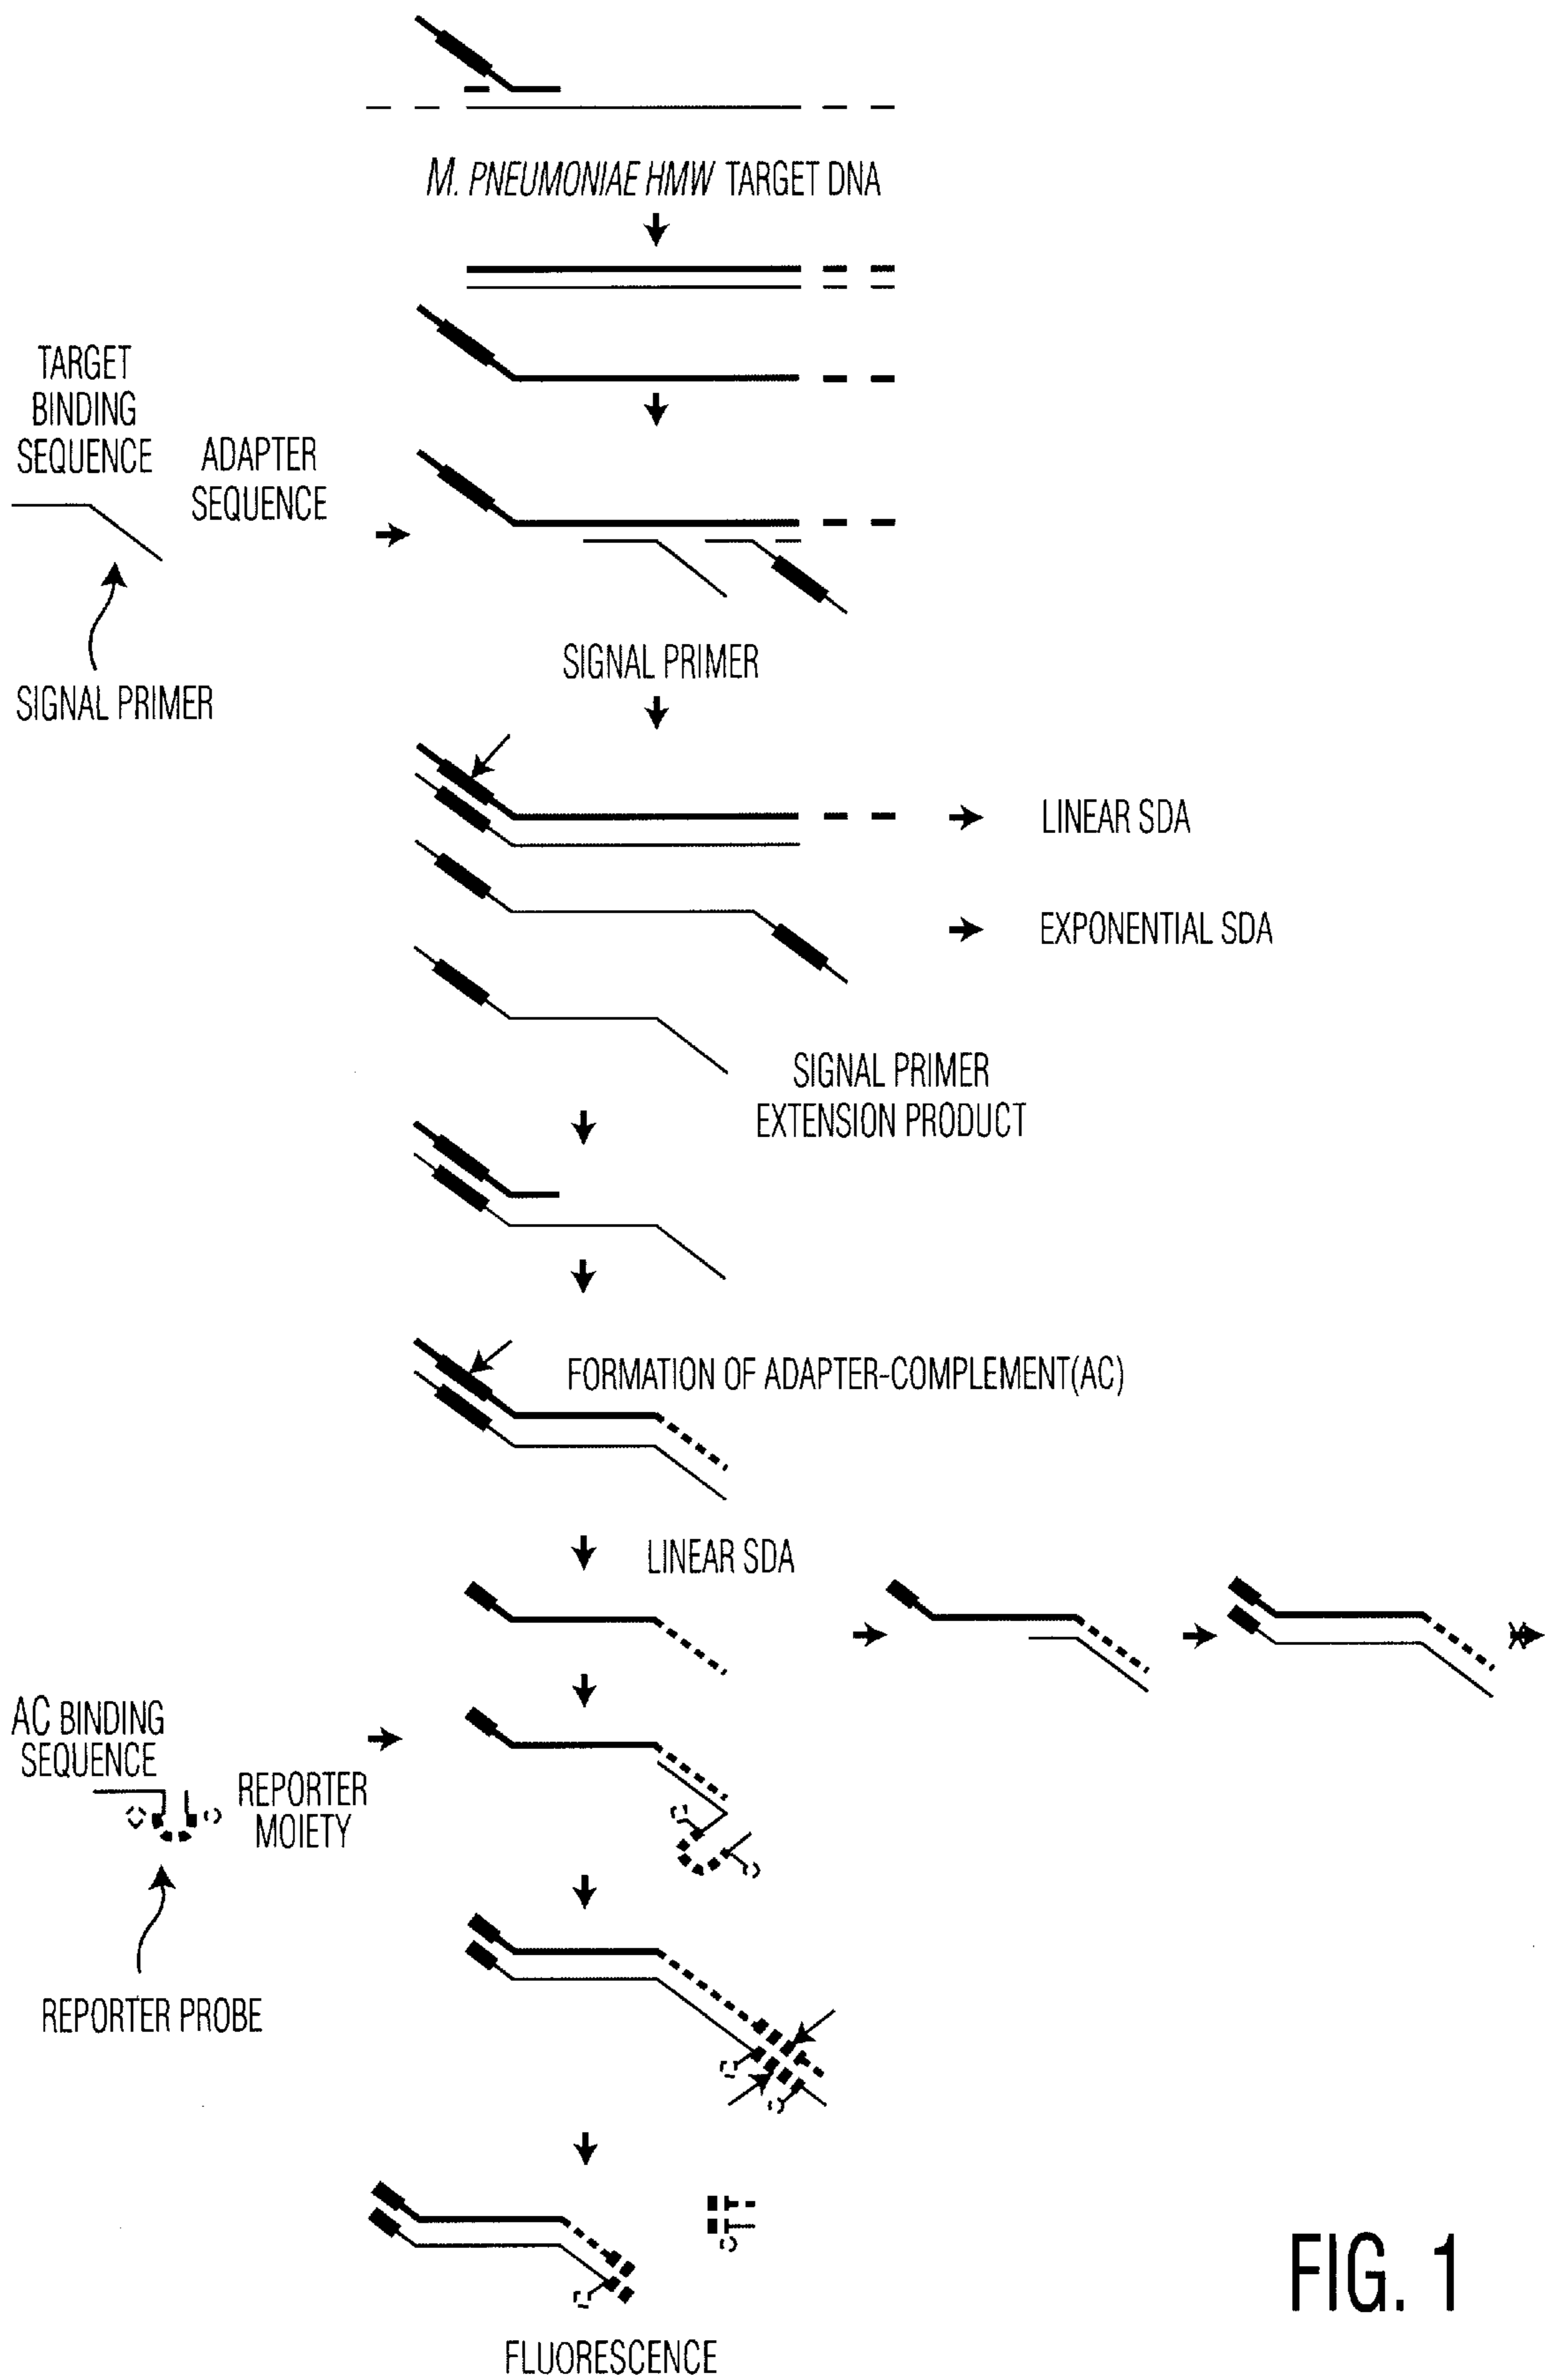 M. PNEUMONIAE HMW TARGET DNA
TARGET
BINDING
SEQUENCE
ADAPTER
SEQUENCE
SIGNAL PRIMER
SIGNAL PRIMER
LINEAR SDA
EXPONENTIAL SDA
SIGNAL PRIMER
EXTENSION PRODUCT
FORMATION OF ADAPTER-COMPLEMENT(AC)
LINEAR SDA
AC BINDING
SEQUENCE
REPORTER
MOIETY
REPORTER PROBE
FLUORESCENCE
FIG. 1